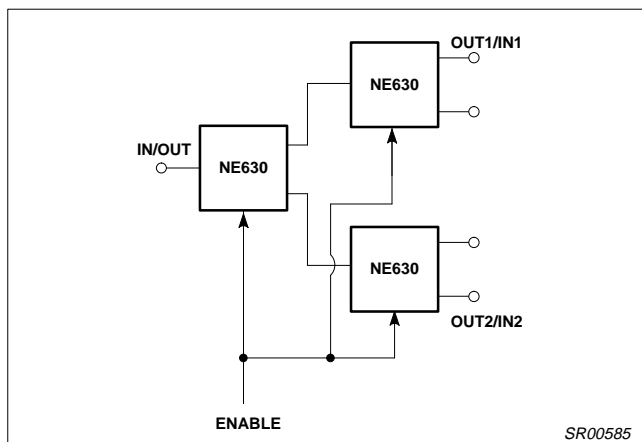 OUT1/IN1
NE630
IN/OUT
NE630
NE630
OUT2/IN2
ENABLE
SR00585